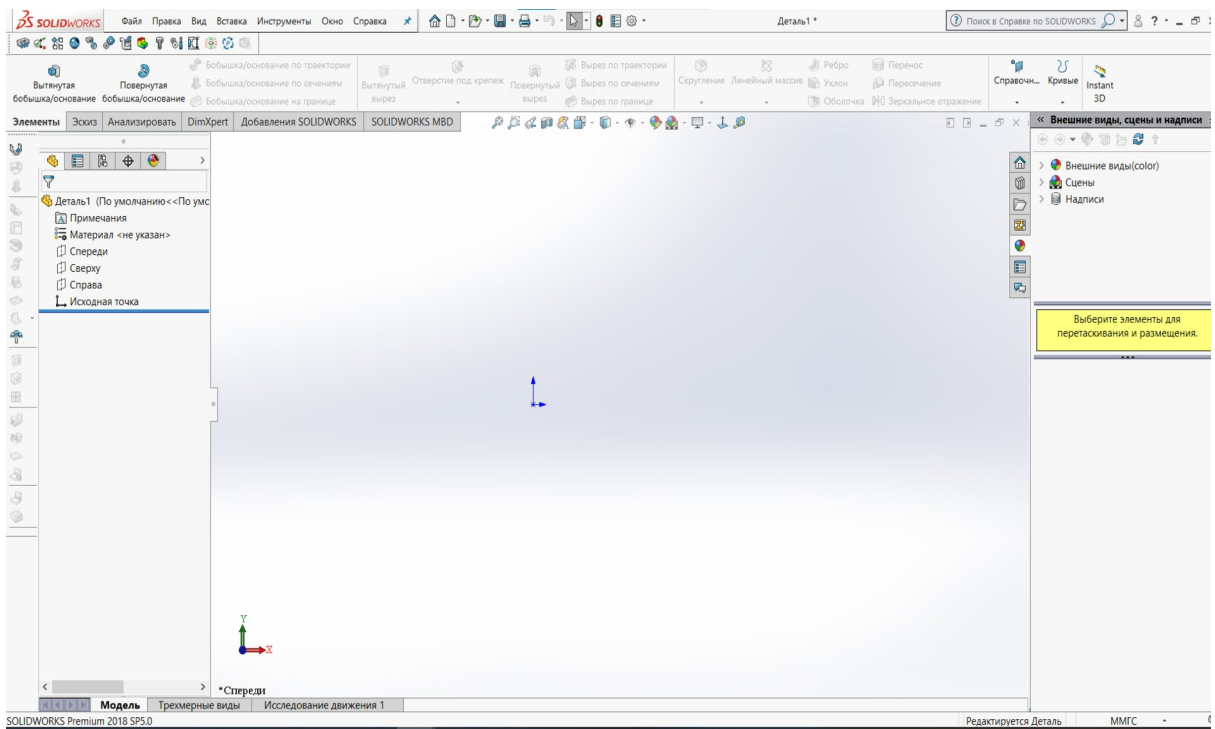 SOLIDWORKS Файл Правка Вид Вставка Инструменты Окно Справка Деталь1 * Поиск в Справке по SOLIDWORKS
Вытянутая бобышка/основание
Повернутая бобышка/основание
Бобышка/основание по траектории
Бобышка/основание по сечениям
Бобышка/основание на границе
Вытянутый вырез
Отверстие под крепеж
Повернутый вырез
Вырез по траектории
Вырез по сечениям
Вырез по границе
Скругление
Линейный массив
Ребро
Уклон
Оболочка
Перенос
Пересечение
Зеркальное отражение
Справочн...
Кривые
Instant 3D
Элементы Эскиз Анализировать DimXpert Добавления SOLIDWORKS SOLIDWORKS MBD
Деталь1 (По умолчанию<<По умс
Примечания
Материал <не указан>
Спереди
Сверху
Справа
Исходная точка
Y
X
*Спереди
« Внешние виды, сцены и надписи
Внешние виды(color)
Сцены
Надписи
Выберите элементы для
перетаскивания и размещения.
Модель Трехмерные виды Исследование движения 1
SOLIDWORKS Premium 2018 SP5.0 Редактируется Деталь ММГС